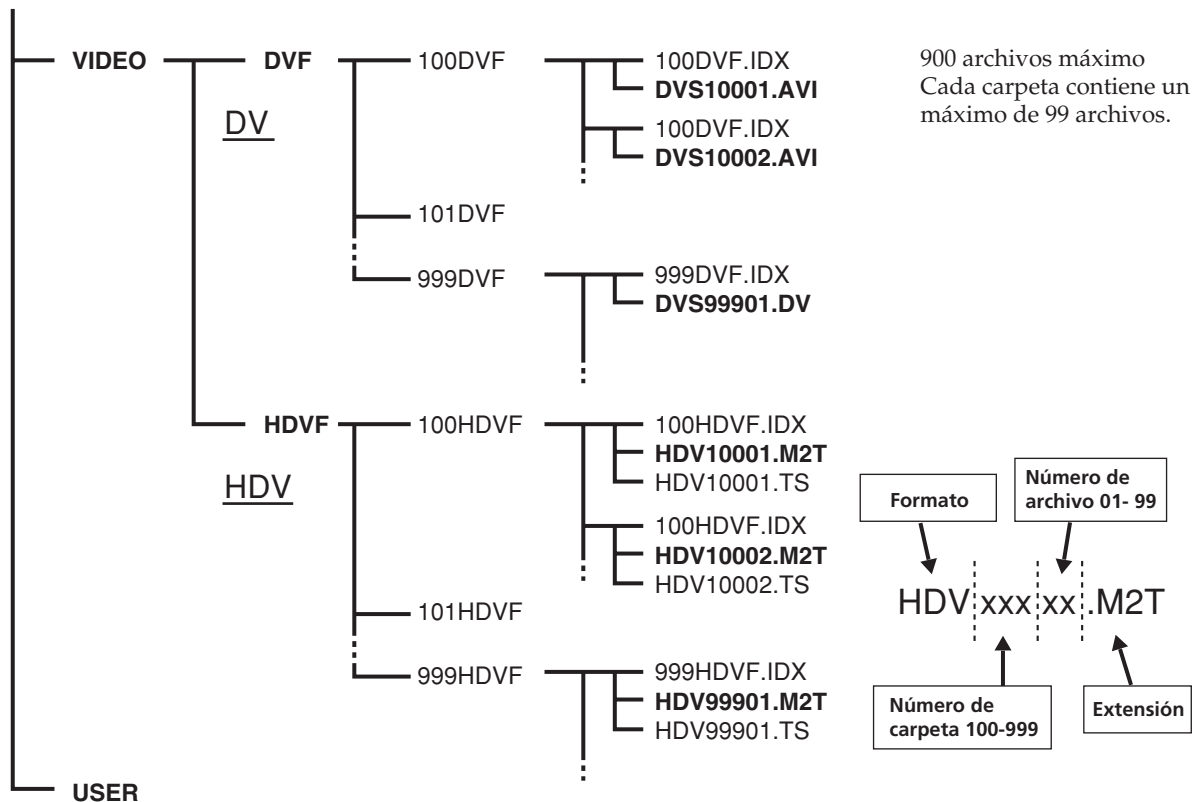 VIDEO
DVF
DV
100DVF
100DVF.IDX
DVS10001.AVI
100DVF.IDX
DVS10002.AVI
101DVF
999DVF
999DVF.IDX
DVS99901.DV
900 archivos máximo
Cada carpeta contiene un
máximo de 99 archivos.
HDVF
HDV
100HDVF
100HDVF.IDX
HDV10001.M2T
HDV10001.TS
100HDVF.IDX
HDV10002.M2T
HDV10002.TS
101HDVF
999HDVF
999HDVF.IDX
HDV99901.M2T
HDV99901.TS
Formato
Número de
archivo 01- 99
HDV xxx xx .M2T
Número de
carpeta 100-999
Extensión
USER